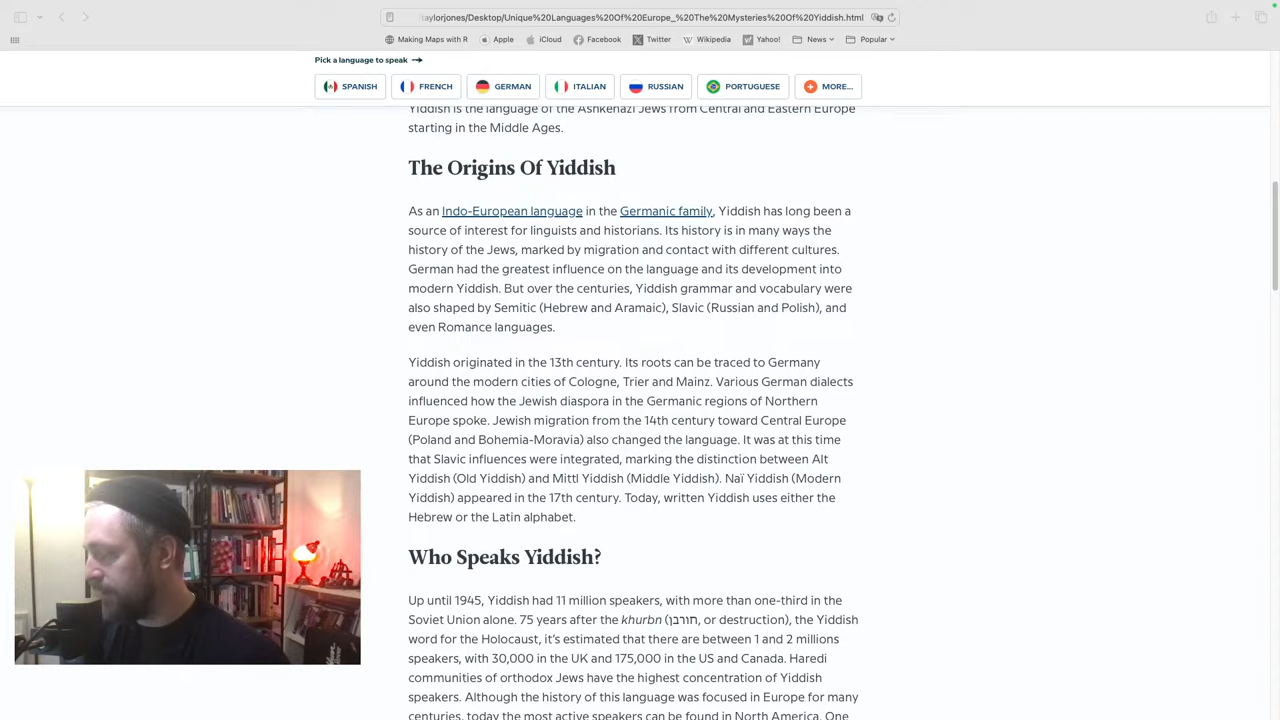 taylorjones/Desktop/Unique%20Languages%20Of%20Europe_%20The%20Mysteries%20Of%20Yiddish.html
Making Maps with R Apple iCloud Facebook Twitter Wikipedia Yahoo! News Popular
Pick a language to speak →
SPANISH FRENCH GERMAN ITALIAN RUSSIAN PORTUGUESE MORE...
Yiddish is the language of the Ashkenazi Jews from Central and Eastern Europe
starting in the Middle Ages.
The Origins Of Yiddish
As an Indo-European language in the Germanic family, Yiddish has long been a
source of interest for linguists and historians. Its history is in many ways the
history of the Jews, marked by migration and contact with different cultures.
German had the greatest influence on the language and its development into
modern Yiddish. But over the centuries, Yiddish grammar and vocabulary were
also shaped by Semitic (Hebrew and Aramaic), Slavic (Russian and Polish), and
even Romance languages.
Yiddish originated in the 13th century. Its roots can be traced to Germany
around the modern cities of Cologne, Trier and Mainz. Various German dialects
influenced how the Jewish diaspora in the Germanic regions of Northern
Europe spoke. Jewish migration from the 14th century toward Central Europe
(Poland and Bohemia-Moravia) also changed the language. It was at this time
that Slavic influences were integrated, marking the distinction between Alt
Yiddish (Old Yiddish) and Mittl Yiddish (Middle Yiddish). Naï Yiddish (Modern
Yiddish) appeared in the 17th century. Today, written Yiddish uses either the
Hebrew or the Latin alphabet.
Who Speaks Yiddish?
Up until 1945, Yiddish had 11 million speakers, with more than one-third in the
Soviet Union alone. 75 years after the khurbn (חורבן, or destruction), the Yiddish
word for the Holocaust, it’s estimated that there are between 1 and 2 millions
speakers, with 30,000 in the UK and 175,000 in the US and Canada. Haredi
communities of orthodox Jews have the highest concentration of Yiddish
speakers. Although the history of this language was focused in Europe for many
centuries, today the most active speakers can be found in North America. One